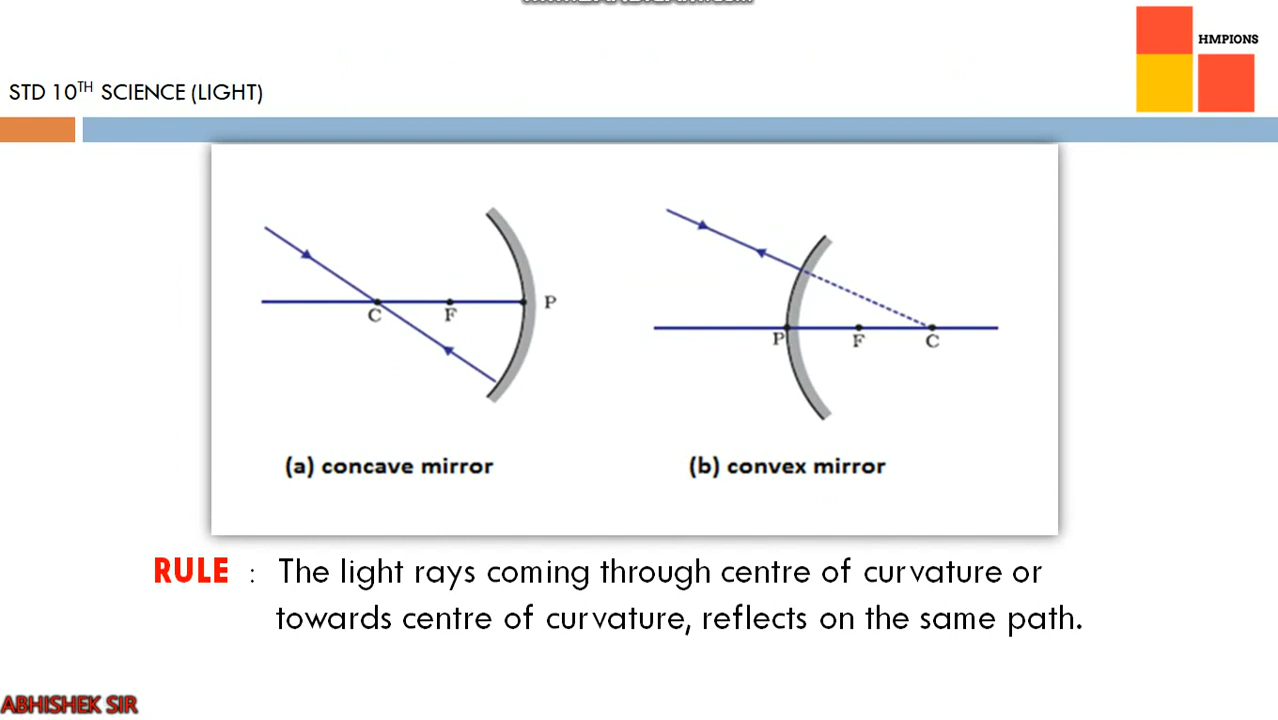 HMPIONS
STD 10TH SCIENCE (LIGHT)
P
C
F
P
F
C
(a) concave mirror
(b) convex mirror
RULE : The light rays coming through centre of curvature or
towards centre of curvature, reflects on the same path.
ABHISHEK SIR